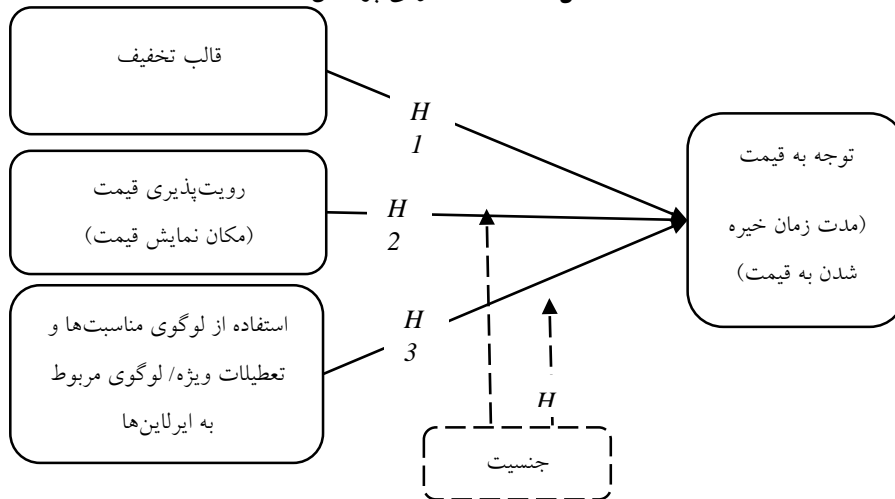 قالب تخفیف
H
1
رویت‌پذیری قیمت
(مکان نمایش قیمت)
H
2
استفاده از لوگوی مناسبت‌ها و
تعطیلات ویژه/ لوگوی مربوط
به ایرلاین‌ها
H
3
توجه به قیمت
(مدت زمان خیره
شدن به قیمت)
H
جنسیت